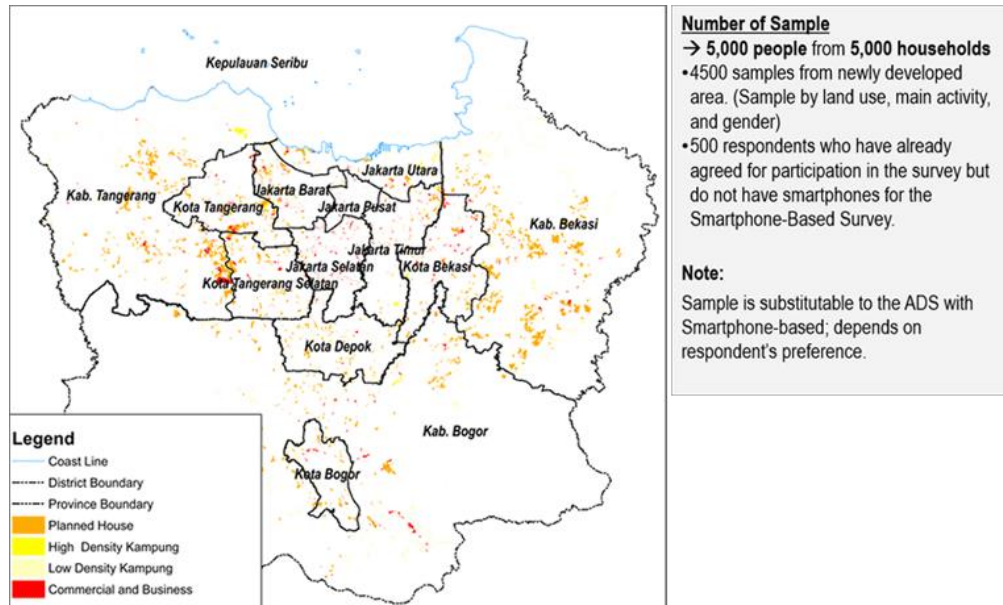 Kepulauan Seribu
Jakarta Utara
Kab. Tangerang
Jakarta Barat
Kota Tangerang
Jakarta Pusat
Kab. Bekasi
Jakarta Timur
Jakarta Selatan
Kota Bekasi
Kota Tangerang Selatan
Kota Depok
Kab. Bogor
Kota Bogor
Legend
Coast Line
District Boundary
Province Boundary
Planned House
High Density Kampung
Low Density Kampung
Commercial and Business
Number of Sample
→ 5,000 people from 5,000 households
•4500 samples from newly developed
area. (Sample by land use, main activity,
and gender)
•500 respondents who have already
agreed for participation in the survey but
do not have smartphones for the
Smartphone-Based Survey.
Note:
Sample is substitutable to the ADS with
Smartphone-based; depends on
respondent's preference.